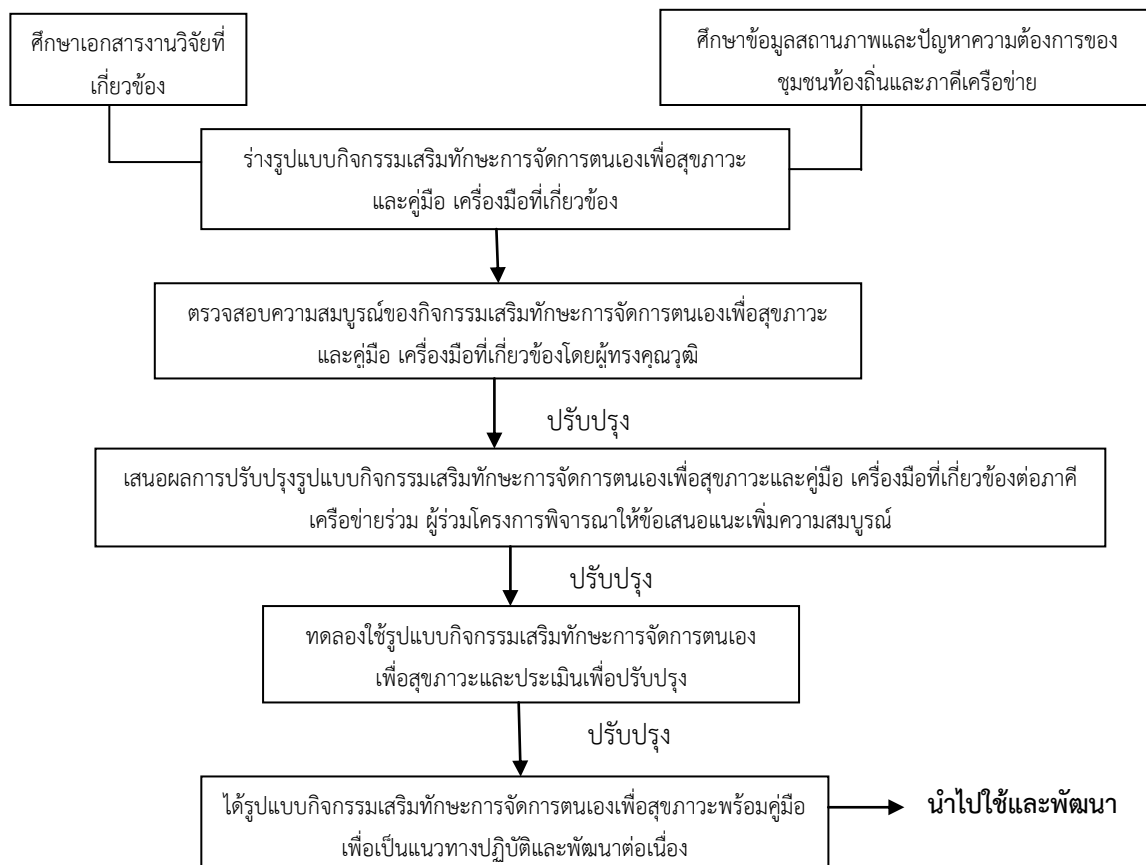 ศึกษาเอกสารงานวิจัยที่
เกี่ยวข้อง
ศึกษาข้อมูลสถานภาพและปัญหาความต้องการของ
ชุมชนท้องถิ่นและภาคีเครือข่าย
ร่างรูปแบบกิจกรรมเสริมทักษะการจัดการตนเองเพื่อสุขภาวะ
และคู่มือ เครื่องมือที่เกี่ยวข้อง
ตรวจสอบความสมบูรณ์ของกิจกรรมเสริมทักษะการจัดการตนเองเพื่อสุขภาวะ
และคู่มือ เครื่องมือที่เกี่ยวข้องโดยผู้ทรงคุณวุฒิ
ปรับปรุง
เสนอผลการปรับปรุงรูปแบบกิจกรรมเสริมทักษะการจัดการตนเองเพื่อสุขภาวะและคู่มือ เครื่องมือที่เกี่ยวข้องต่อภาคี
เครือข่ายร่วม ผู้ร่วมโครงการพิจารณาให้ข้อเสนอแนะเพิ่มความสมบูรณ์
ปรับปรุง
ทดลองใช้รูปแบบกิจกรรมเสริมทักษะการจัดการตนเอง
เพื่อสุขภาวะและประเมินเพื่อปรับปรุง
ปรับปรุง
ได้รูปแบบกิจกรรมเสริมทักษะการจัดการตนเองเพื่อสุขภาวะพร้อมคู่มือ
เพื่อเป็นแนวทางปฏิบัติและพัฒนาต่อเนื่อง
นำไปใช้และพัฒนา